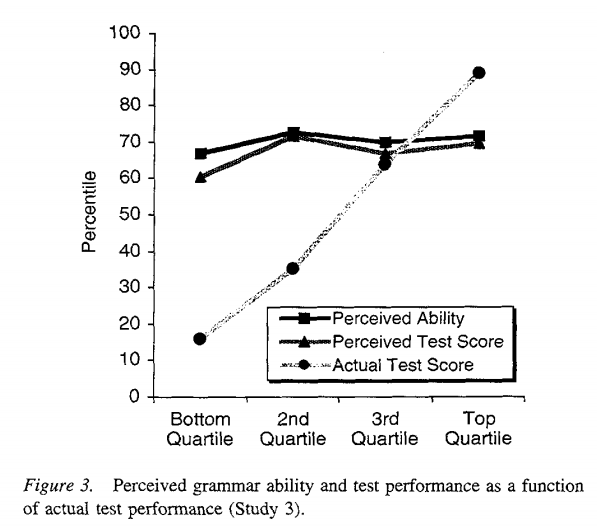 100
90
80
70
60
50
40
30
20
10
0
Percentile
Perceived Ability
Perceived Test Score
Actual Test Score
Bottom Quartile
2nd Quartile
3rd Quartile
Top Quartile
Figure 3. Perceived grammar ability and test performance as a function
of actual test performance (Study 3).